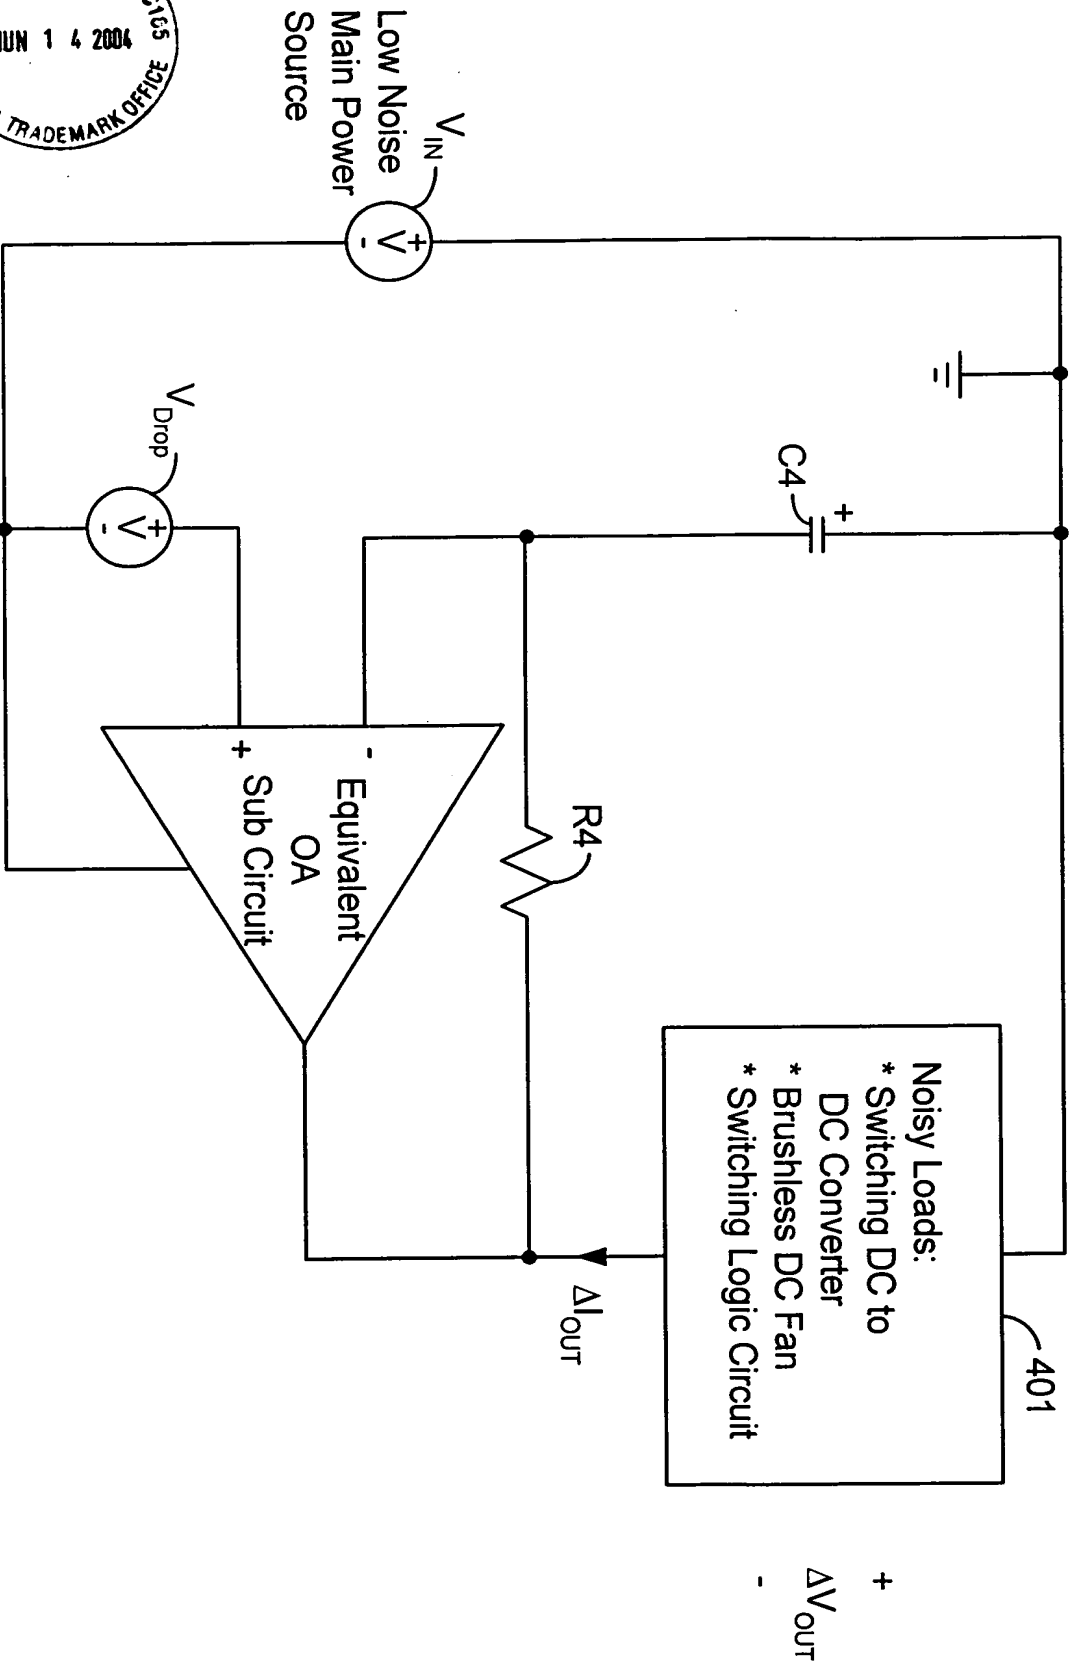 C165
JUN 1 4 2004
TRADEMARK OFFICE
Low Noise
Main Power
Source
V_IN
+
V
-
V_Drop
+
V
-
C4
+
R4
-
+
Equivalent
OA
Sub Circuit
Noisy Loads:
* Switching DC to
DC Converter
* Brushless DC Fan
* Switching Logic Circuit
401
ΔI_OUT
+
ΔV_OUT
-